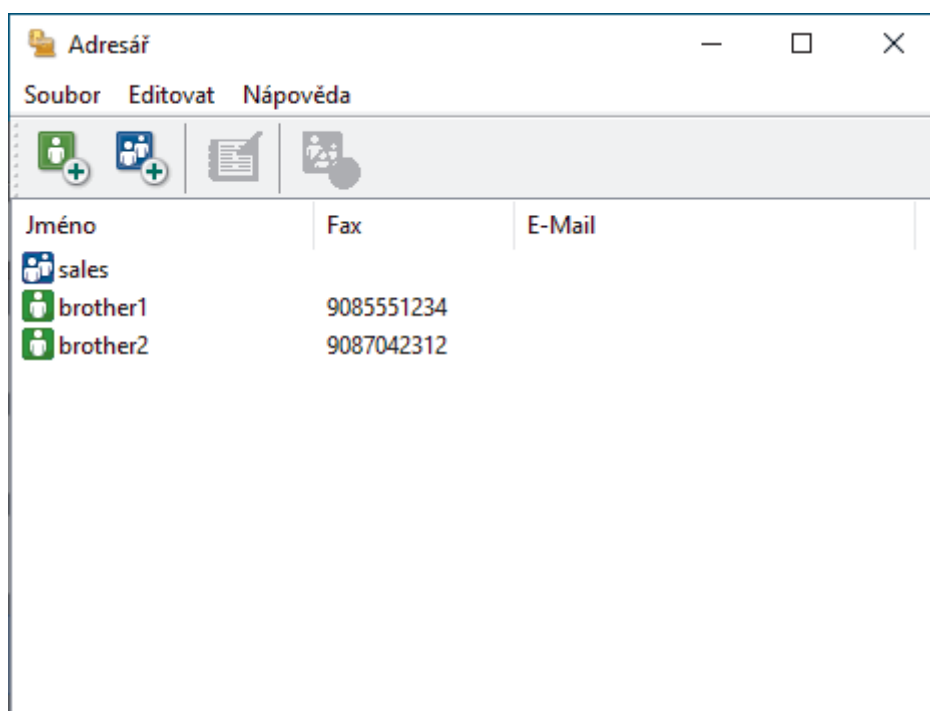 Adresář
Soubor Editovat Nápověda
Jméno Fax E-Mail
sales
brother1 9085551234
brother2 9087042312